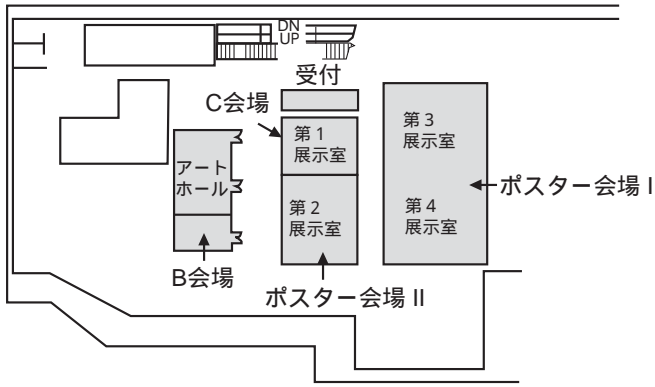 DN
UP
受付
C会場
第1
展示室
第3
展示室
アート
ホール
ポスター会場 I
第2
展示室
第4
展示室
B会場
ポスター会場 II